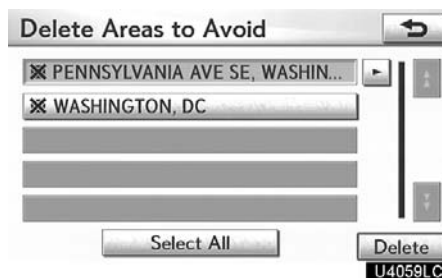 Delete Areas to Avoid
PENNSYLVANIA AVE SE, WASHIN...
WASHINGTON, DC
Select All
Delete
U4059LC